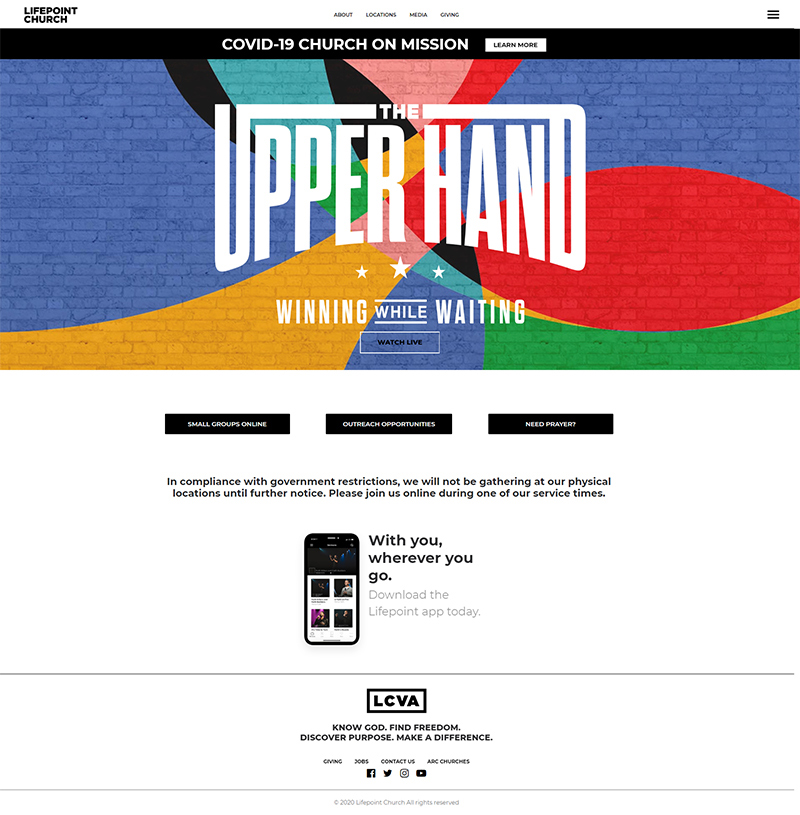 LIFEPOINT
CHURCH
ABOUT LOCATIONS MEDIA GIVING
COVID-19 CHURCH ON MISSION LEARN MORE
THE
UPPER HAND
WINNING WHILE WAITING
WATCH LIVE
SMALL GROUPS ONLINE OUTREACH OPPORTUNITIES NEED PRAYER?
In compliance with government restrictions, we will not be gathering at our physical
locations until further notice. Please join us online during one of our service times.
With you,
wherever you
go.
Download the
Lifepoint app today.
LCVA
KNOW GOD. FIND FREEDOM.
DISCOVER PURPOSE. MAKE A DIFFERENCE.
GIVING JOBS CONTACT US ARC CHURCHES
© 2020 Lifepoint Church All rights reserved